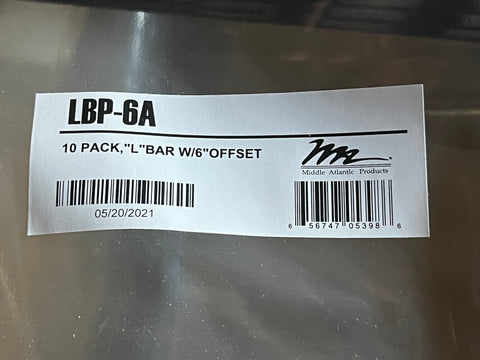 LBP-6A
10 PACK,"L"BAR W/6"OFFSET
Middle Atlantic Products
05/20/2021
6 56747 05398 6